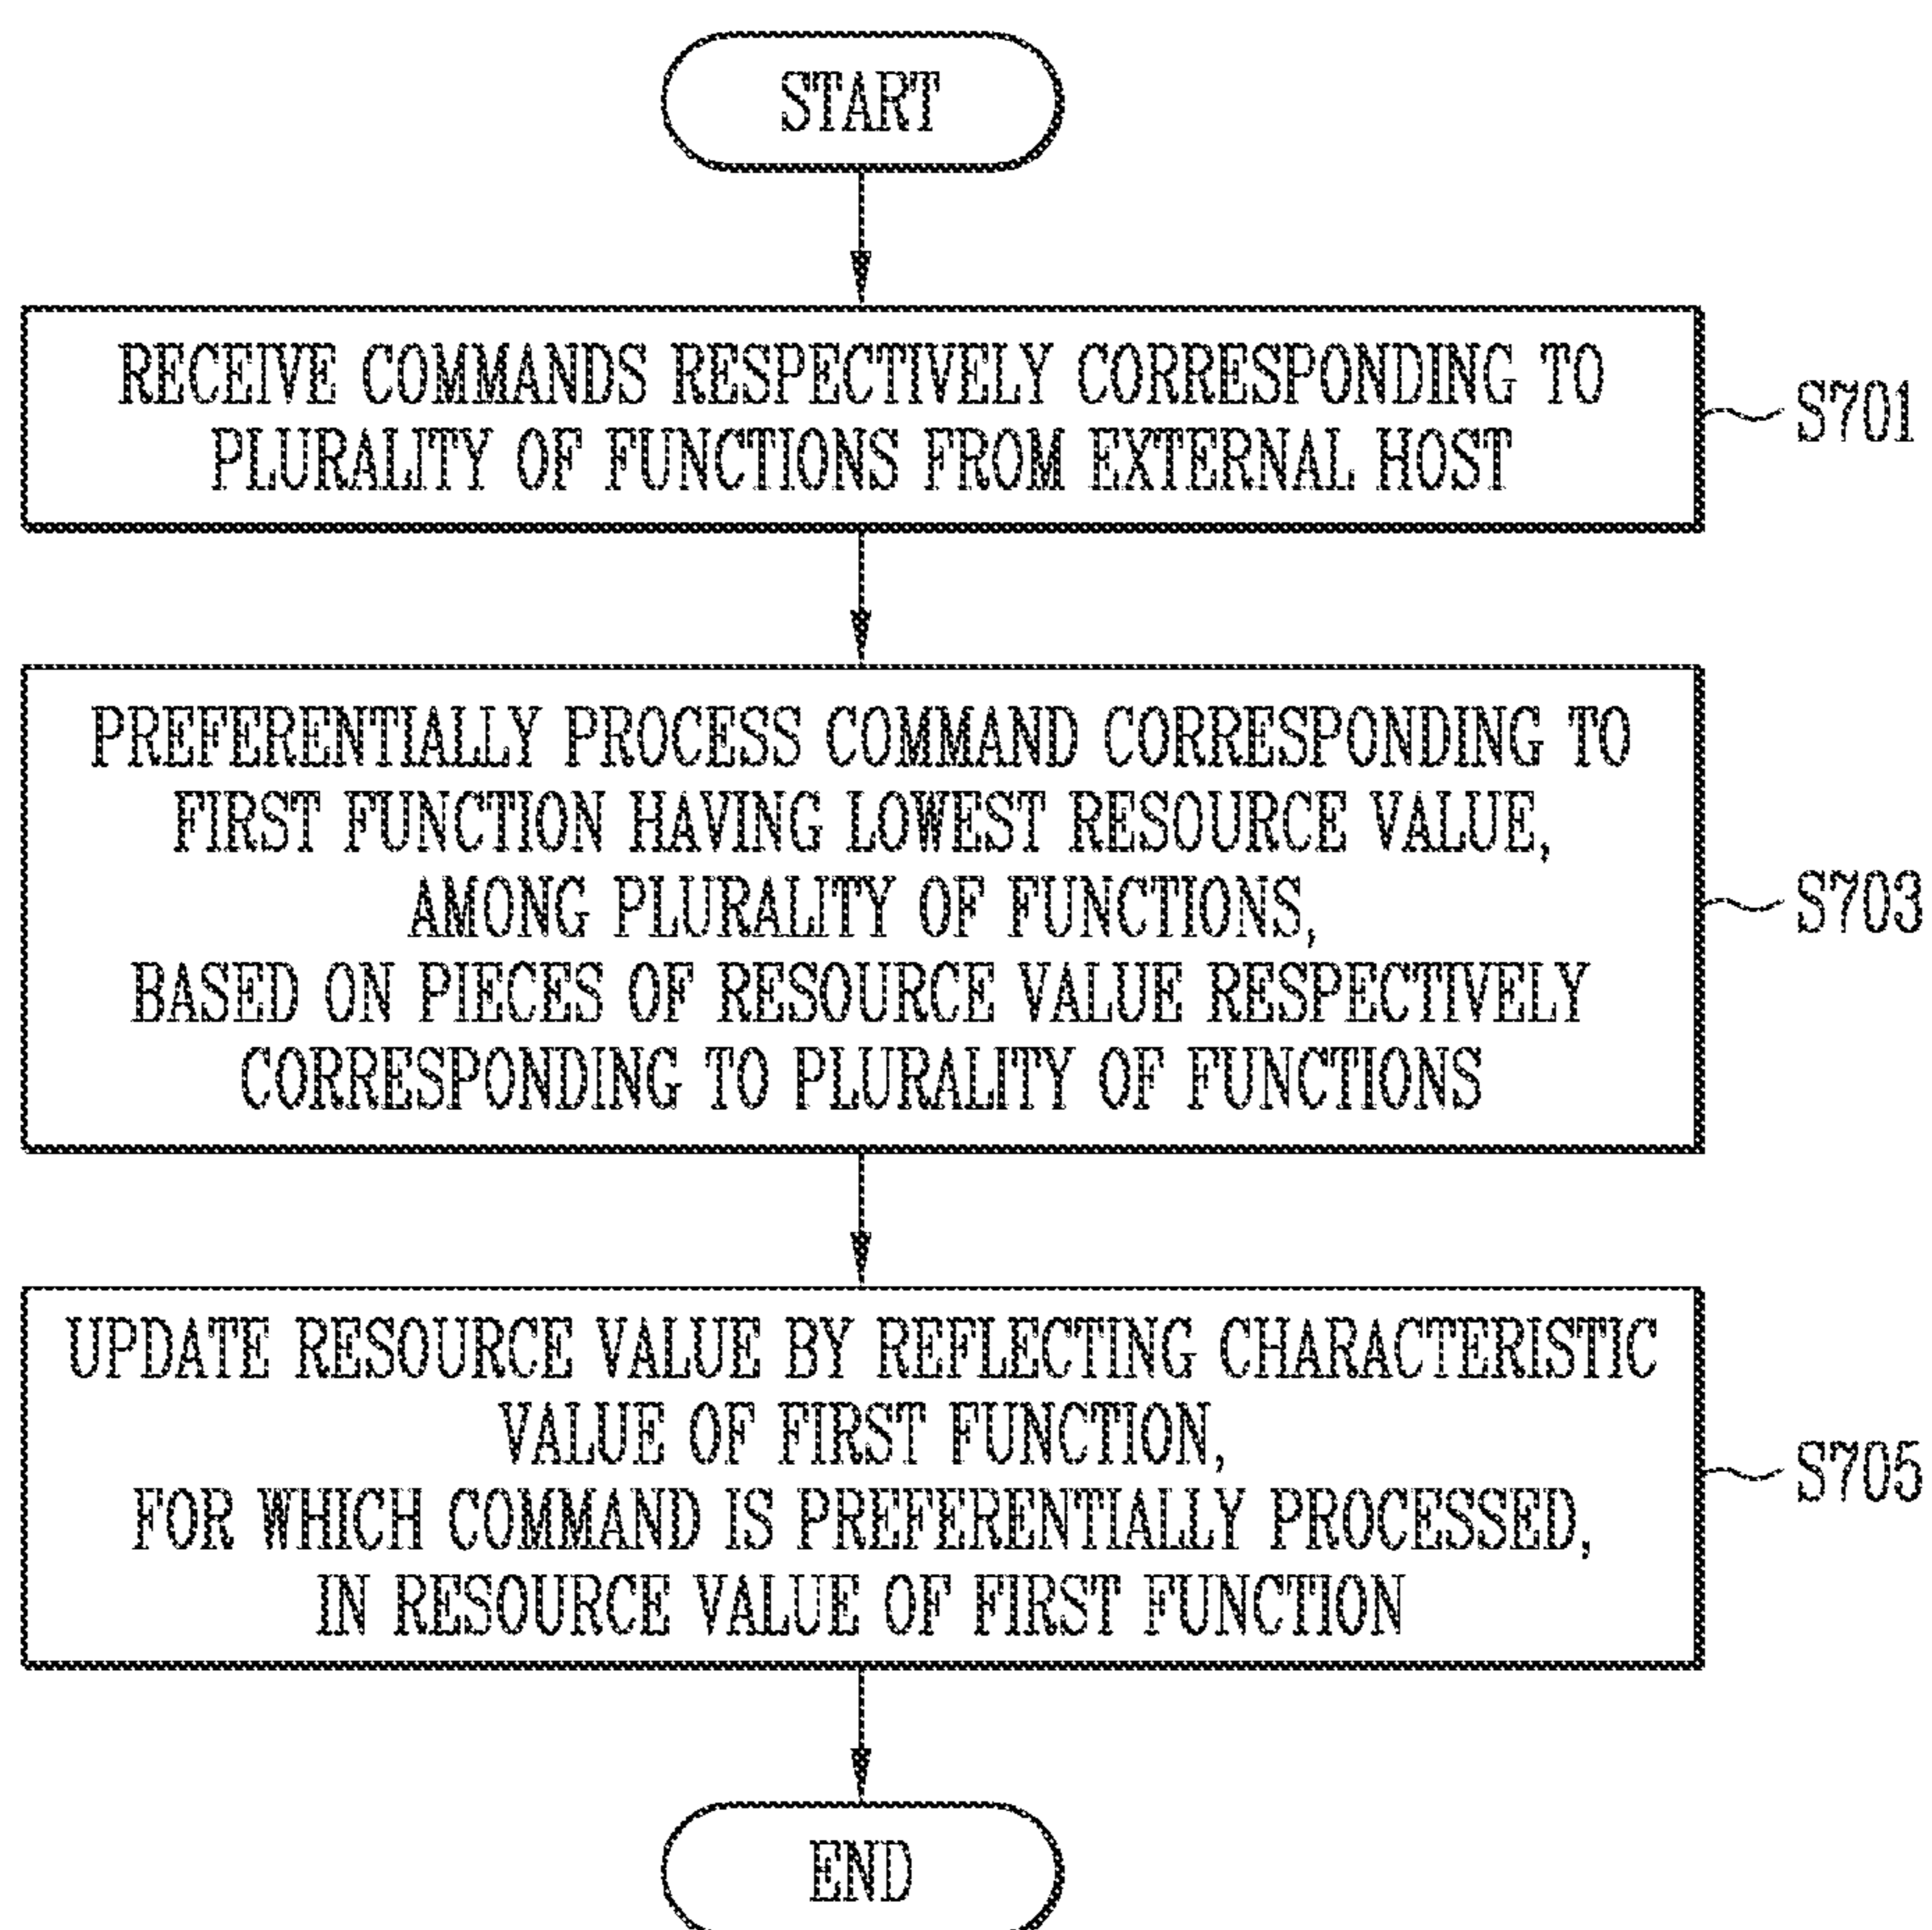 START
RECEIVE COMMANDS RESPECTIVELY CORRESPONDING TO
PLURALITY OF FUNCTIONS FROM EXTERNAL HOST
S701
PREFERENTIALLY PROCESS COMMAND CORRESPONDING TO
FIRST FUNCTION HAVING LOWEST RESOURCE VALUE,
AMONG PLURALITY OF FUNCTIONS,
BASED ON PIECES OF RESOURCE VALUE RESPECTIVELY
CORRESPONDING TO PLURALITY OF FUNCTIONS
S703
UPDATE RESOURCE VALUE BY REFLECTING CHARACTERISTIC
VALUE OF FIRST FUNCTION,
FOR WHICH COMMAND IS PREFERENTIALLY PROCESSED,
IN RESOURCE VALUE OF FIRST FUNCTION
S705
END